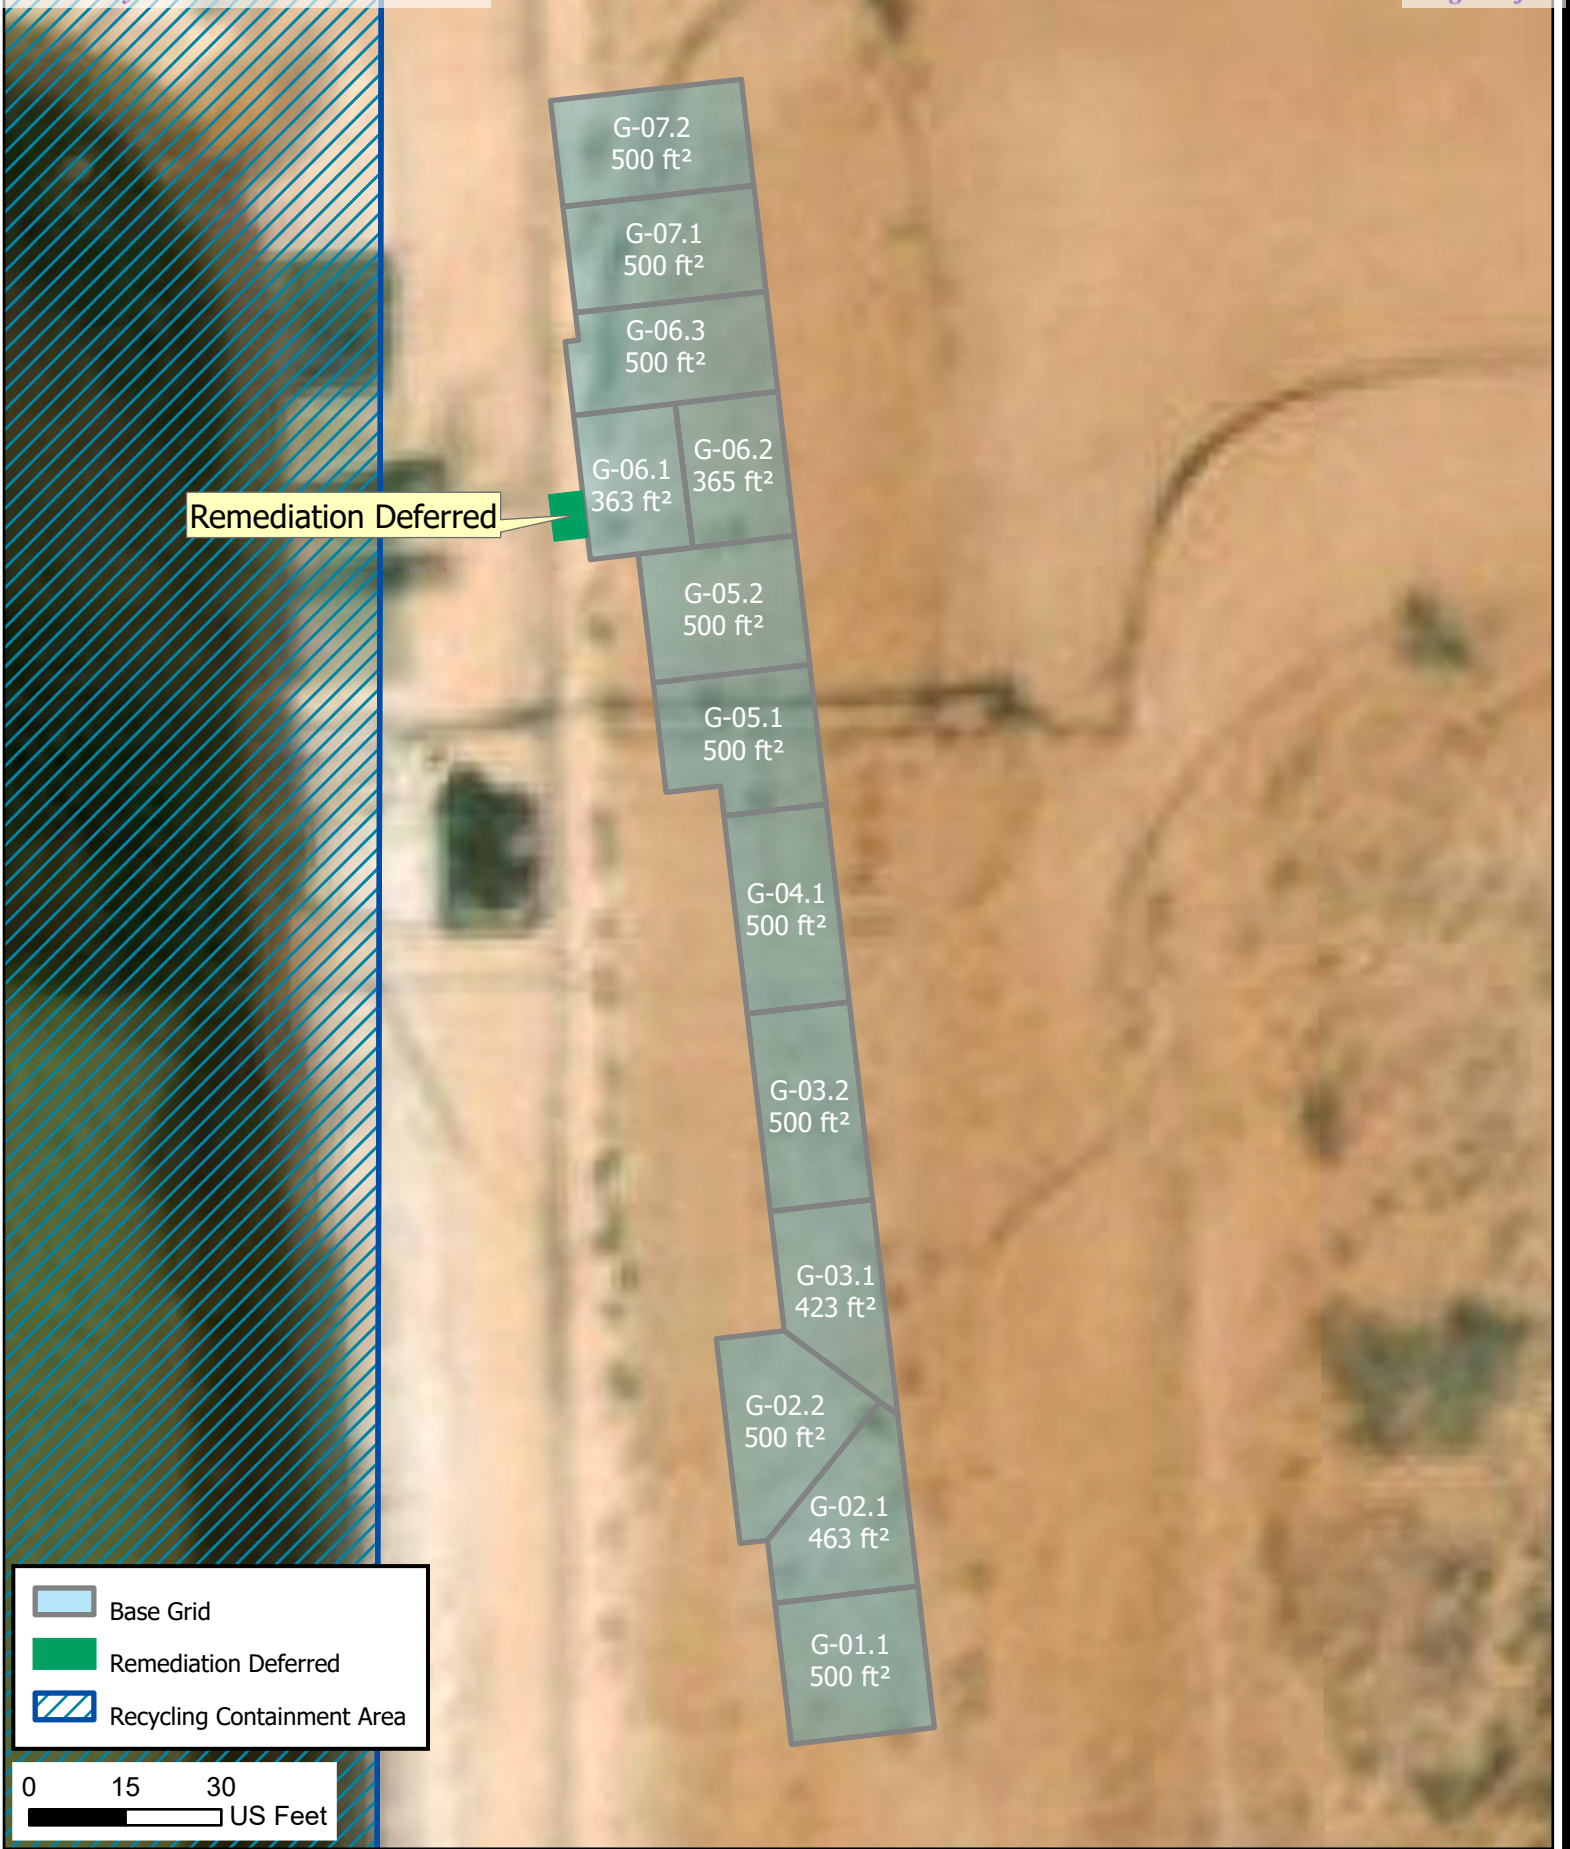 G-07.2
500 ft²
G-07.1
500 ft²
G-06.3
500 ft²
G-06.1
363 ft²
G-06.2
365 ft²
Remediation Deferred
G-05.2
500 ft²
G-05.1
500 ft²
G-04.1
500 ft²
G-03.2
500 ft²
G-03.1
423 ft²
G-02.2
500 ft²
G-02.1
463 ft²
G-01.1
500 ft²
Base Grid
Remediation Deferred
Recycling Containment Area
0 15 30
US Feet